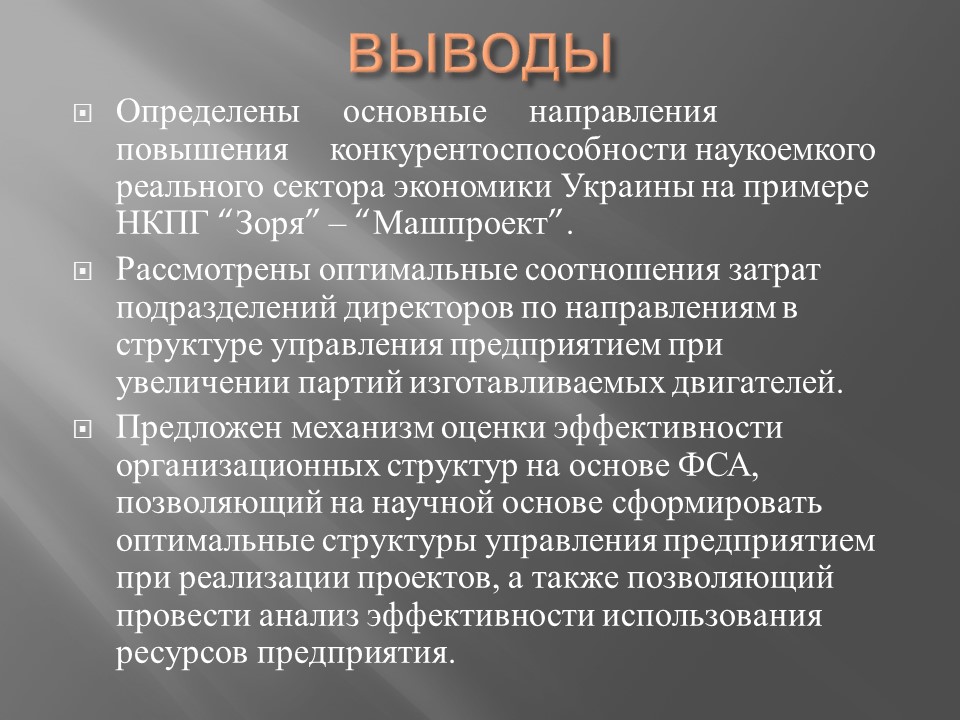 ВЫВОДЫ
Определены основные направления
повышения конкурентоспособности наукоемкого
реального сектора экономики Украины на примере
НКПГ “Зоря” – “Машпроект”.
Рассмотрены оптимальные соотношения затрат
подразделений директоров по направлениям в
структуре управления предприятием при
увеличении партий изготавливаемых двигателей.
Предложен механизм оценки эффективности
организационных структур на основе ФСА,
позволяющий на научной основе сформировать
оптимальные структуры управления предприятием
при реализации проектов, а также позволяющий
провести анализ эффективности использования
ресурсов предприятия.